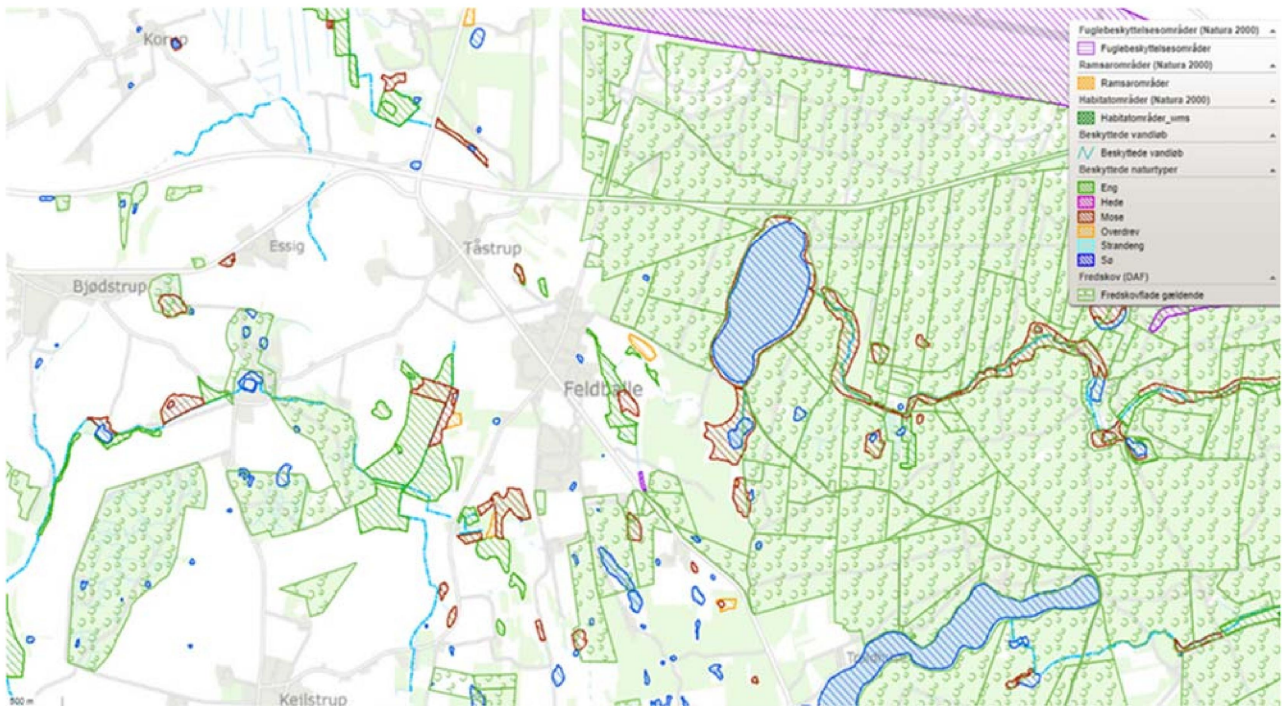 Korup
Fuglebeskyttelsesområder (Natura 2000)
Fuglebeskyttelsesområder
Ramsarområder (Natura 2000)
Ramsarområder
Habitatområder (Natura 2000)
Habitatområder_wms
Beskyttede vandløb
Beskyttede vandløb
Beskyttede naturtyper
Eng
Hede
Mose
Overdrev
Strandeng
Sø
Fredskov (DAF)
Fredskovflade gældende
Essig
Tåstrup
Bjødstrup
Feldballe
Kejlstrup
500 m